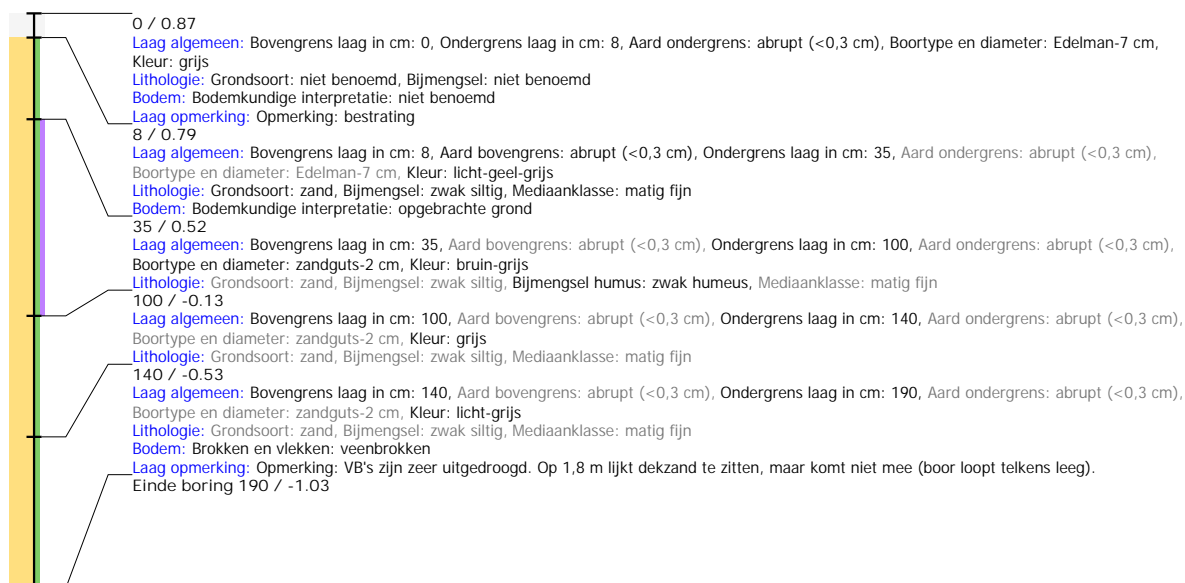 0 / 0.87
Laag algemeen: Bovengrens laag in cm: 0, Ondergrens laag in cm: 8, Aard ondergrens: abrupt (<0,3 cm), Boortype en diameter: Edelman-7 cm,
Kleur: grijs
Lithologie: Grondsoort: niet benoemd, Bijmengsel: niet benoemd
Bodem: Bodemkundige interpretatie: niet benoemd
Laag opmerking: Opmerking: bestrating
8 / 0.79
Laag algemeen: Bovengrens laag in cm: 8, Aard bovengrens: abrupt (<0,3 cm), Ondergrens laag in cm: 35, Aard ondergrens: abrupt (<0,3 cm),
Boortype en diameter: Edelman-7 cm, Kleur: licht-geel-grijs
Lithologie: Grondsoort: zand, Bijmengsel: zwak siltig, Mediaanklasse: matig fijn
Bodem: Bodemkundige interpretatie: opgebrachte grond
35 / 0.52
Laag algemeen: Bovengrens laag in cm: 35, Aard bovengrens: abrupt (<0,3 cm), Ondergrens laag in cm: 100, Aard ondergrens: abrupt (<0,3 cm),
Boortype en diameter: zandguts-2 cm, Kleur: bruin-grijs
Lithologie: Grondsoort: zand, Bijmengsel: zwak siltig, Bijmengsel humus: zwak humeus, Mediaanklasse: matig fijn
100 / -0.13
Laag algemeen: Bovengrens laag in cm: 100, Aard bovengrens: abrupt (<0,3 cm), Ondergrens laag in cm: 140, Aard ondergrens: abrupt (<0,3 cm),
Boortype en diameter: zandguts-2 cm, Kleur: grijs
Lithologie: Grondsoort: zand, Bijmengsel: zwak siltig, Mediaanklasse: matig fijn
140 / -0.53
Laag algemeen: Bovengrens laag in cm: 140, Aard bovengrens: abrupt (<0,3 cm), Ondergrens laag in cm: 190, Aard ondergrens: abrupt (<0,3 cm),
Boortype en diameter: zandguts-2 cm, Kleur: licht-grijs
Lithologie: Grondsoort: zand, Bijmengsel: zwak siltig, Mediaanklasse: matig fijn
Bodem: Brokken en vlekken: veenbrokken
Laag opmerking: Opmerking: VB's zijn zeer uitgedroogd. Op 1,8 m lijkt dekzand te zitten, maar komt niet mee (boor loopt telkens leeg).
Einde boring 190 / -1.03